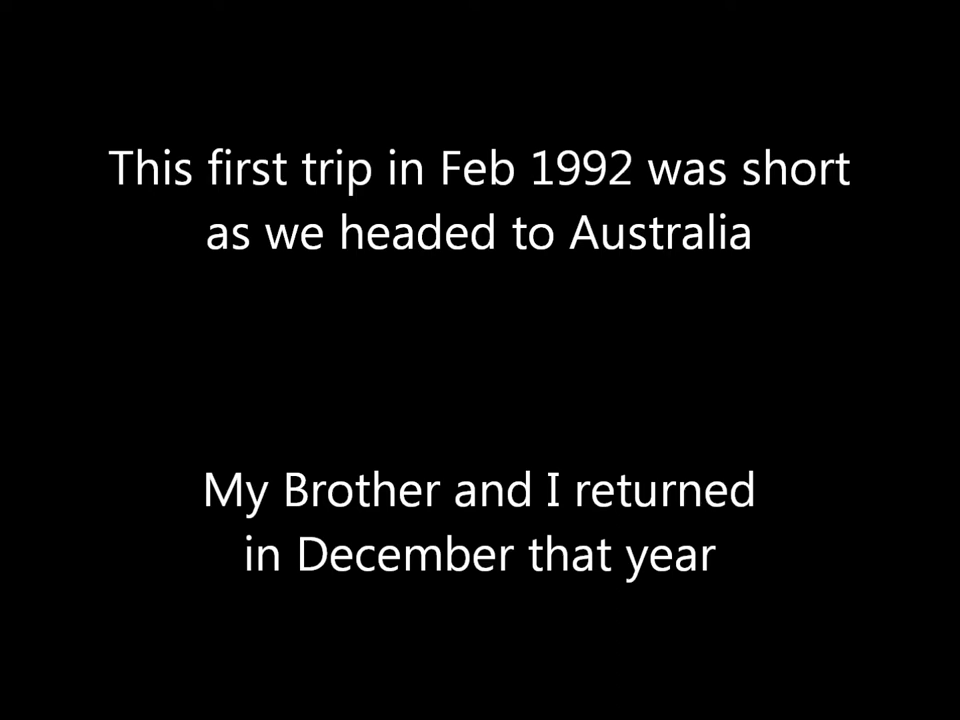 This first trip in Feb 1992 was short
as we headed to Australia
My Brother and I returned
in December that year